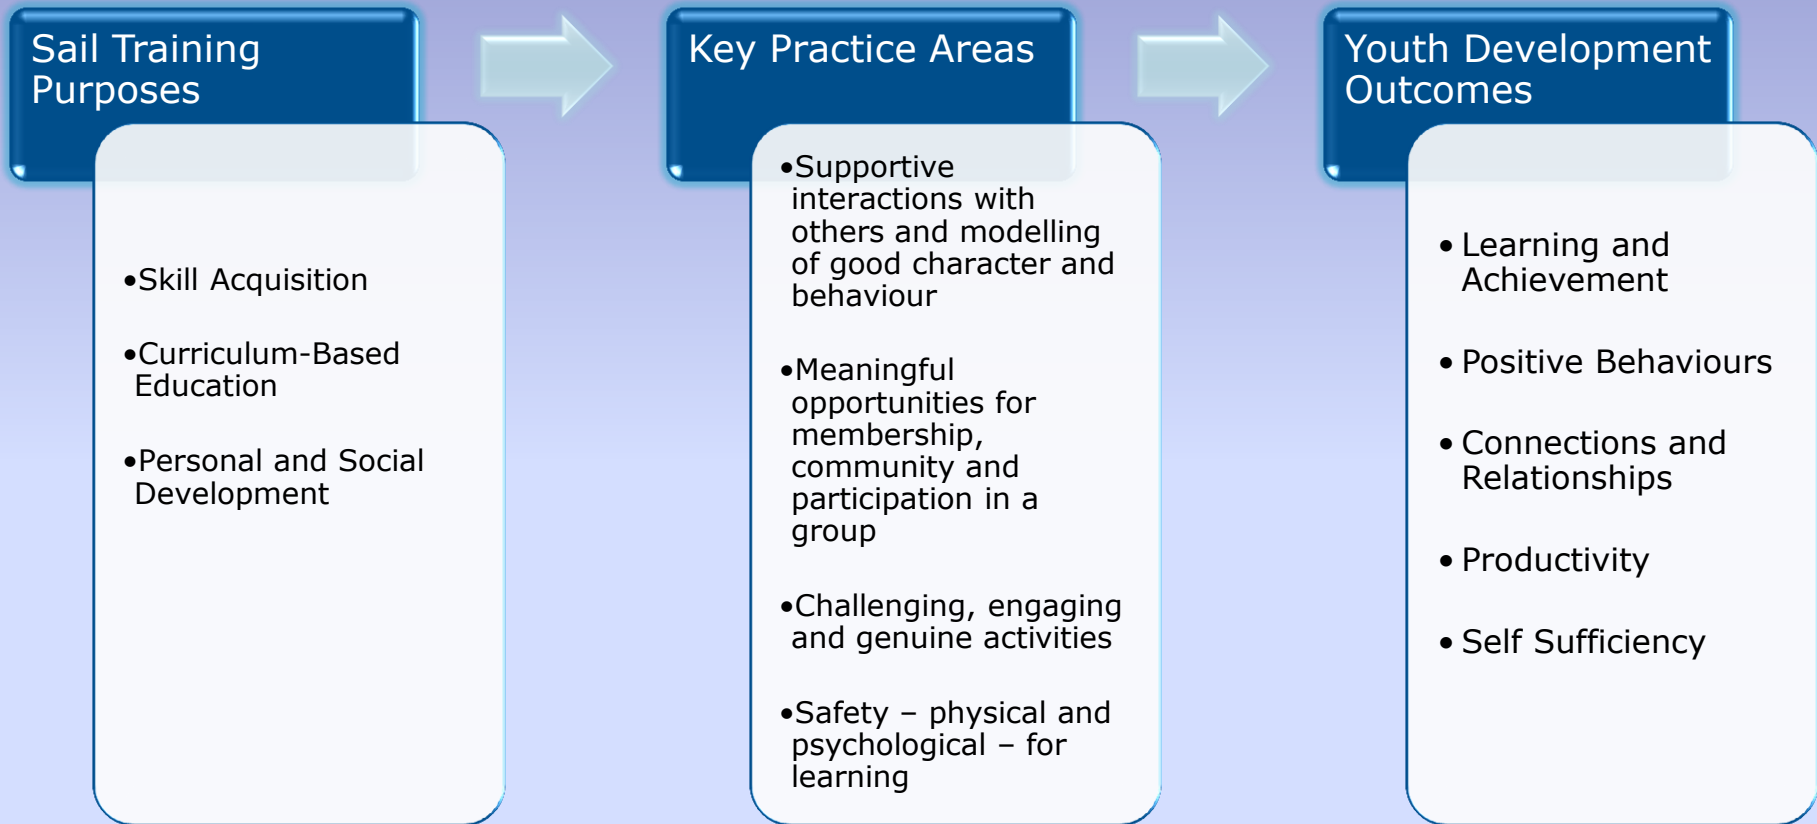 Sail Training
Purposes
•Skill Acquisition
•Curriculum-Based
Education
•Personal and Social
Development
Key Practice Areas
•Supportive
interactions with
others and modelling
of good character and
behaviour
•Meaningful
opportunities for
membership,
community and
participation in a
group
•Challenging, engaging
and genuine activities
•Safety – physical and
psychological – for
learning
Youth Development
Outcomes
• Learning and
Achievement
• Positive Behaviours
• Connections and
Relationships
• Productivity
• Self Sufficiency